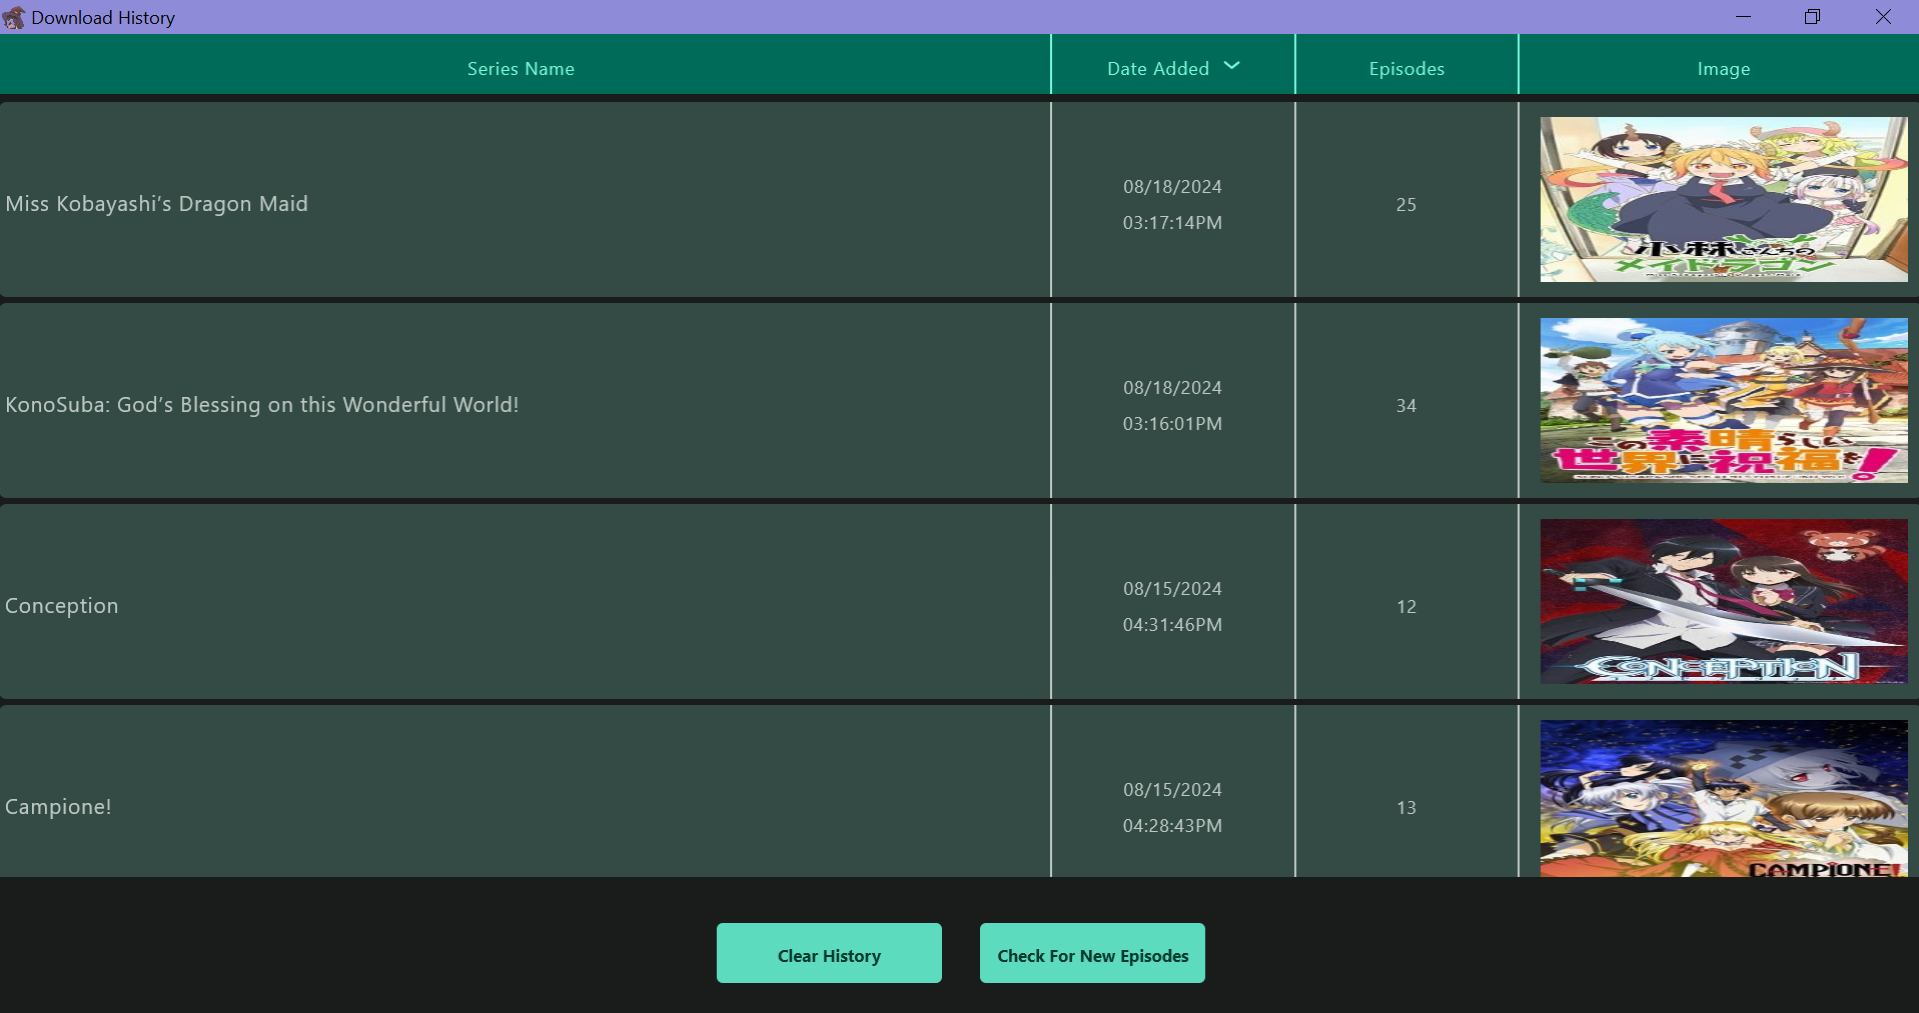 Download History
Series Name
Date Added
Episodes
Image
Miss Kobayashi’s Dragon Maid
08/18/2024
03:17:14PM
25
小林さんちの
メイドラゴン
KonoSuba: God’s Blessing on this Wonderful World!
08/18/2024
03:16:01PM
34
この素晴らしい
世界に祝福を!
Conception
08/15/2024
04:31:46PM
12
CONCEPTION
Campione!
08/15/2024
04:28:43PM
13
CAMPIONE!
Clear History
Check For New Episodes